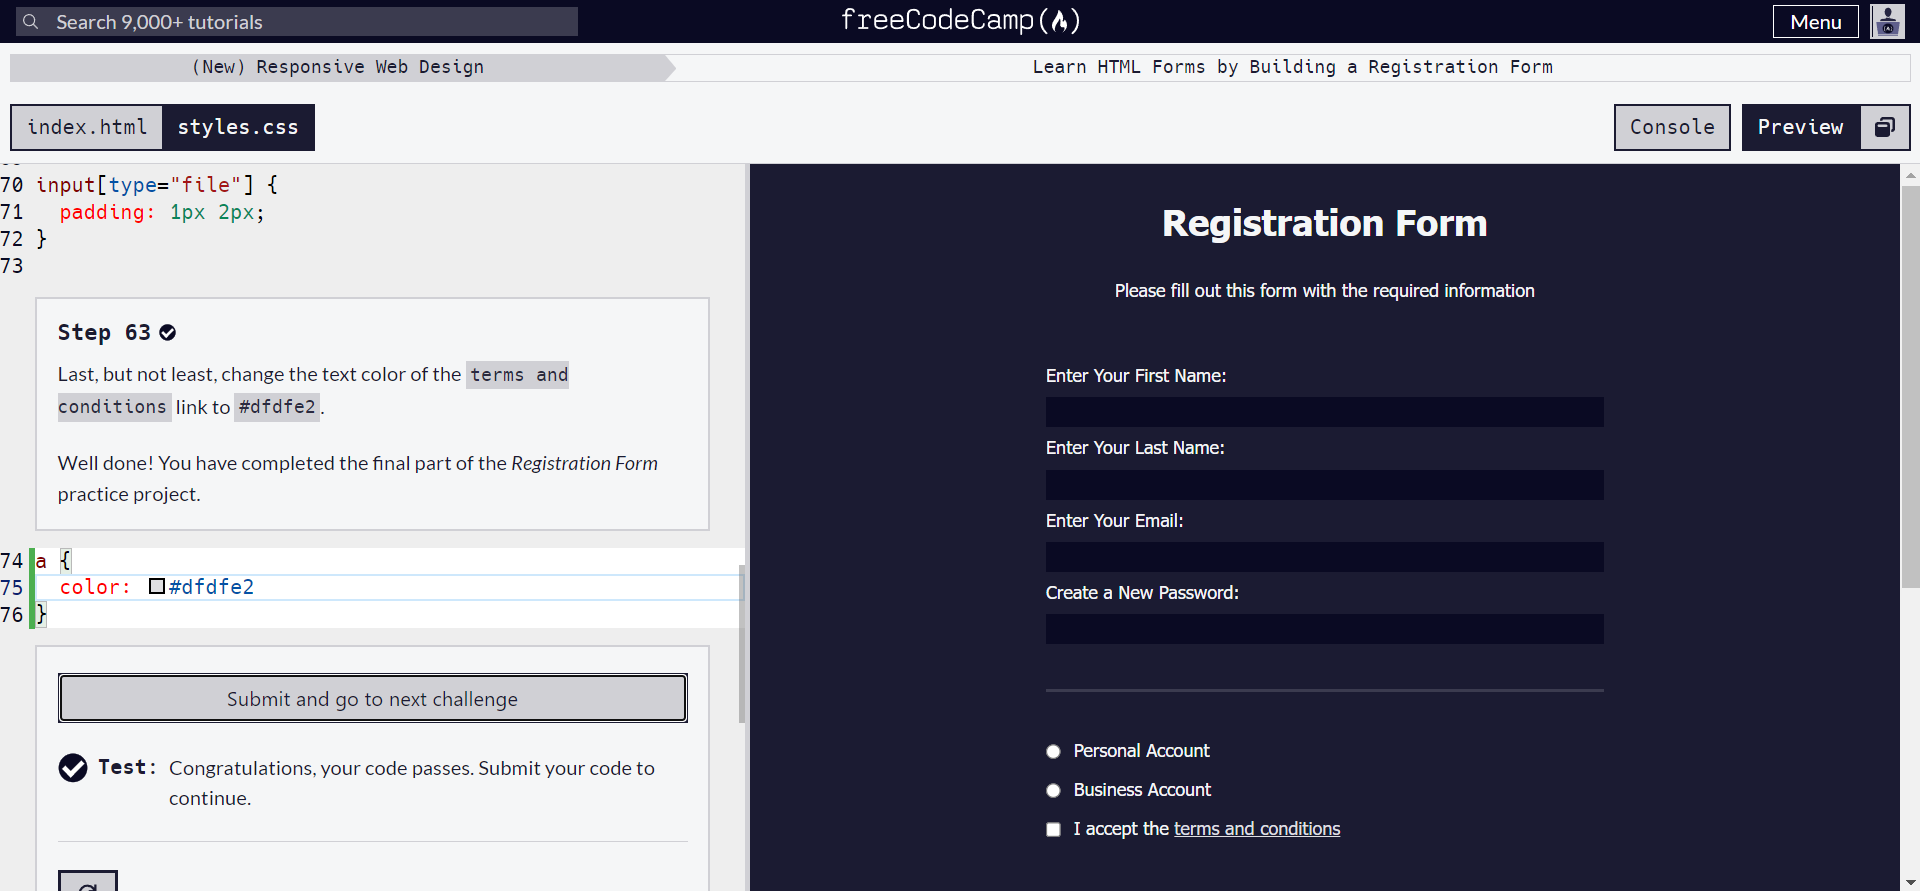 Search 9,000+ tutorials
freeCodeCamp
Menu
(New) Responsive Web Design
Learn HTML Forms by Building a Registration Form
index.html
styles.css
Console
Preview
70 input[type="file"] {
71 padding: 1px 2px;
72 }
73
Step 63
Last, but not least, change the text color of the terms and
conditions link to #dfdfe2.
Well done! You have completed the final part of the Registration Form
practice project.
74 a {
75 color: #dfdfe2
76 }
Submit and go to next challenge
Test: Congratulations, your code passes. Submit your code to
continue.
Registration Form
Please fill out this form with the required information
Enter Your First Name:
Enter Your Last Name:
Enter Your Email:
Create a New Password:
Personal Account
Business Account
I accept the terms and conditions